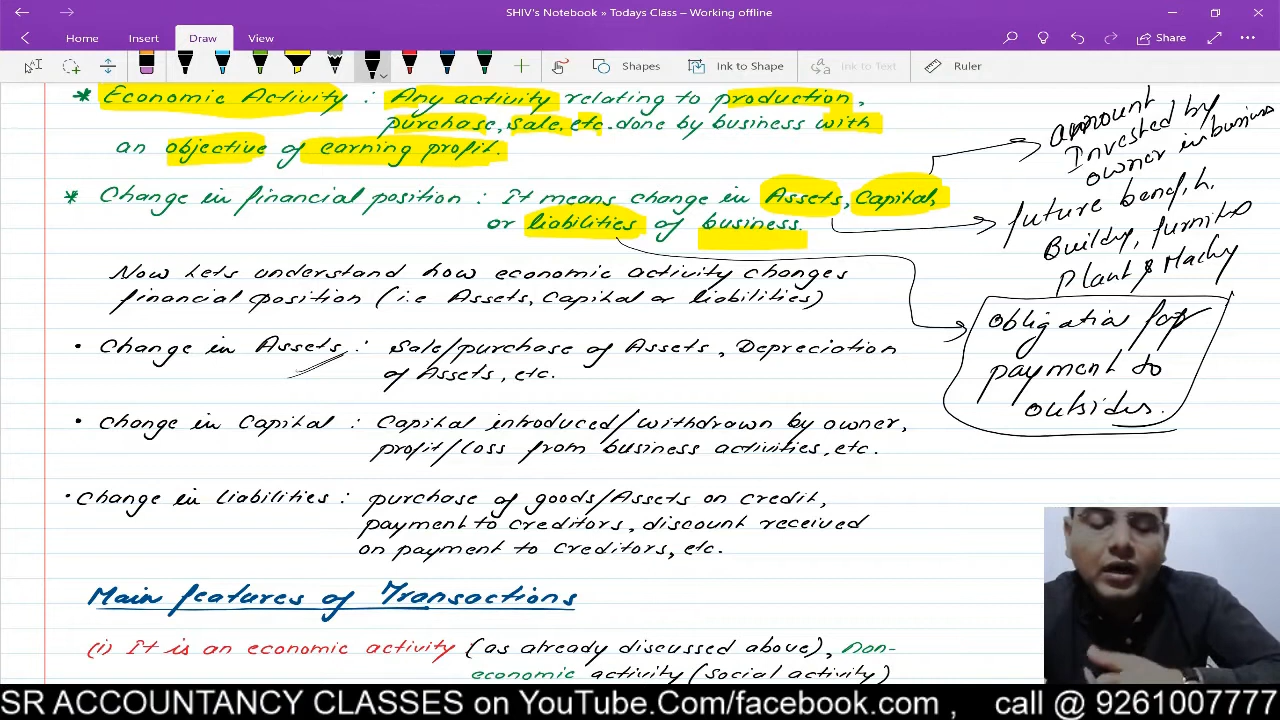 SHIV's Notebook » Todays Class – Working offline
Home Insert Draw View
Share
Shapes Ink to Shape Ink to Text Ruler
* Economic Activity : Any activity relating to production,
purchase, sale, etc. done by business with
an objective of earning profit.
* Change in financial position : It means change in Assets, Capital,
or liabilities of business.
amount
Invested by
owner in business
future benefit.
Building, furniture
Plant & Machy
obligation for
payment to
outsides.
Now lets understand how economic activity changes
financial position (i.e Assets, Capital or liabilities)
• Change in Assets : Sale/purchase of Assets, Depreciation
of Assets, etc.
• Change in Capital : Capital introduced/withdrawn by owner,
profit/Loss from business activities, etc.
• Change in Liabilities : purchase of goods/Assets on credit,
payment to creditors, discount received
on payment to creditors, etc.
Main features of Transactions
(i) It is an economic activity (as already discussed above), non-
economic activity (Social activity)
SR ACCOUNTANCY CLASSES on YouTube.Com/facebook.com , call @ 9261007777